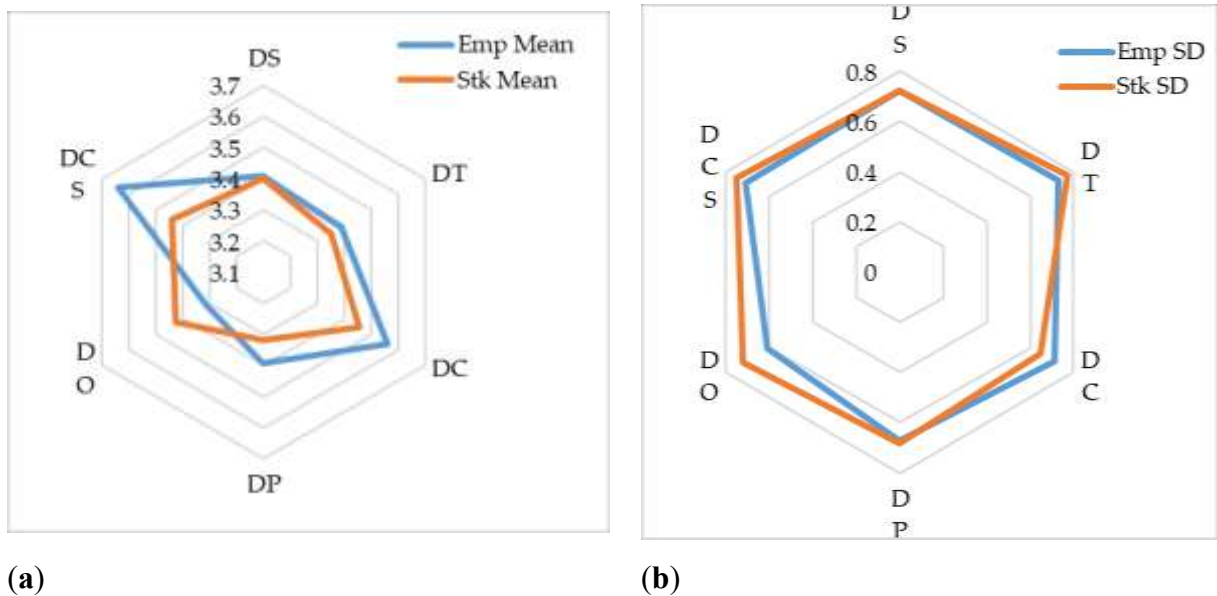 Emp Mean
Stk Mean
DS
3.7
3.6
3.5
3.4
3.3
3.2
3.1
DT
DC
DP
D
O
DC
S
(a)
D
S
Emp SD
Stk SD
0.8
0.6
0.4
0.2
0
D
T
D
C
D
P
D
O
D
C
S
(b)